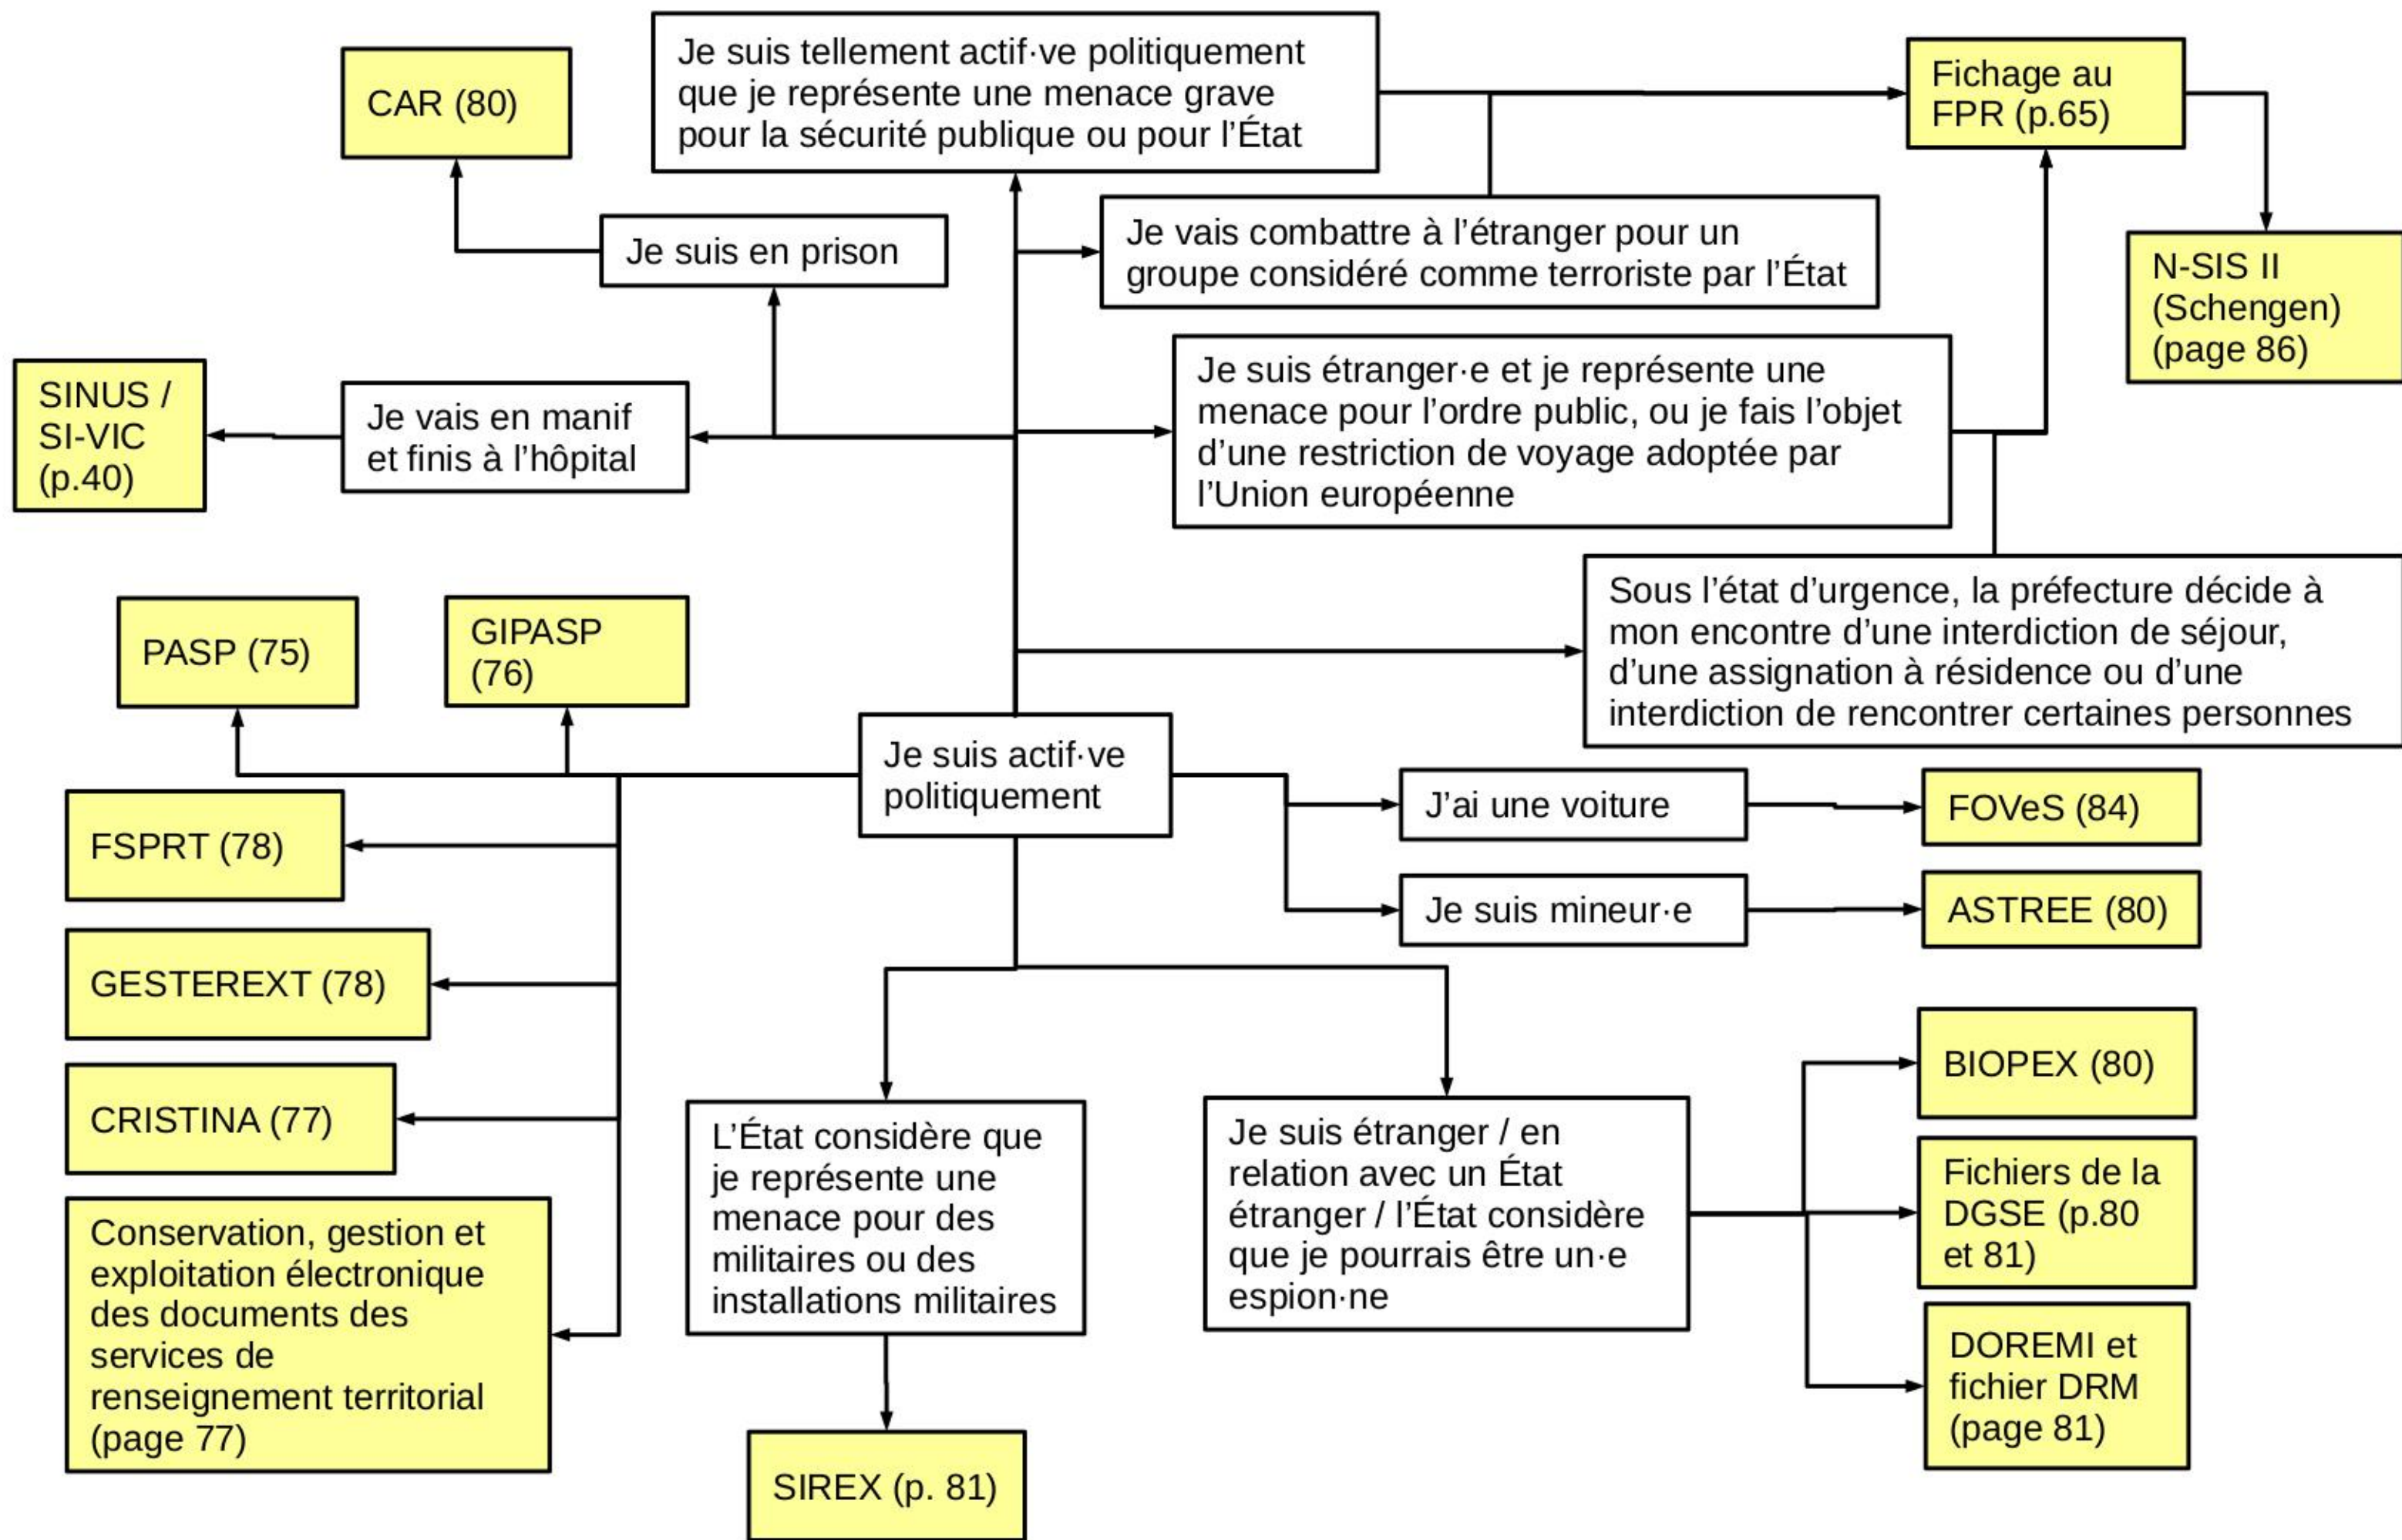 Je suis tellement actif·ve politiquement
que je représente une menace grave
pour la sécurité publique ou pour l’État
CAR (80)
Fichage au
FPR (p.65)
Je suis en prison
Je vais combattre à l’étranger pour un
groupe considéré comme terroriste par l’État
N-SIS II
(Schengen)
(page 86)
SINUS /
SI-VIC
(p.40)
Je vais en manif
et finis à l’hôpital
Je suis étranger·e et je représente une
menace pour l’ordre public, ou je fais l’objet
d’une restriction de voyage adoptée par
l’Union européenne
Sous l’état d’urgence, la préfecture décide à
mon encontre d’une interdiction de séjour,
d’une assignation à résidence ou d’une
interdiction de rencontrer certaines personnes
PASP (75)
GIPASP
(76)
Je suis actif·ve
politiquement
J’ai une voiture
FOVeS (84)
FSPRT (78)
Je suis mineur·e
ASTREE (80)
GESTEREXT (78)
CRISTINA (77)
L’État considère que
je représente une
menace pour des
militaires ou des
installations militaires
Je suis étranger / en
relation avec un État
étranger / l’État considère
que je pourrais être un·e
espion·ne
BIOPEX (80)
Fichiers de la
DGSE (p.80
et 81)
Conservation, gestion et
exploitation électronique
des documents des
services de
renseignement territorial
(page 77)
DOREMI et
fichier DRM
(page 81)
SIREX (p. 81)